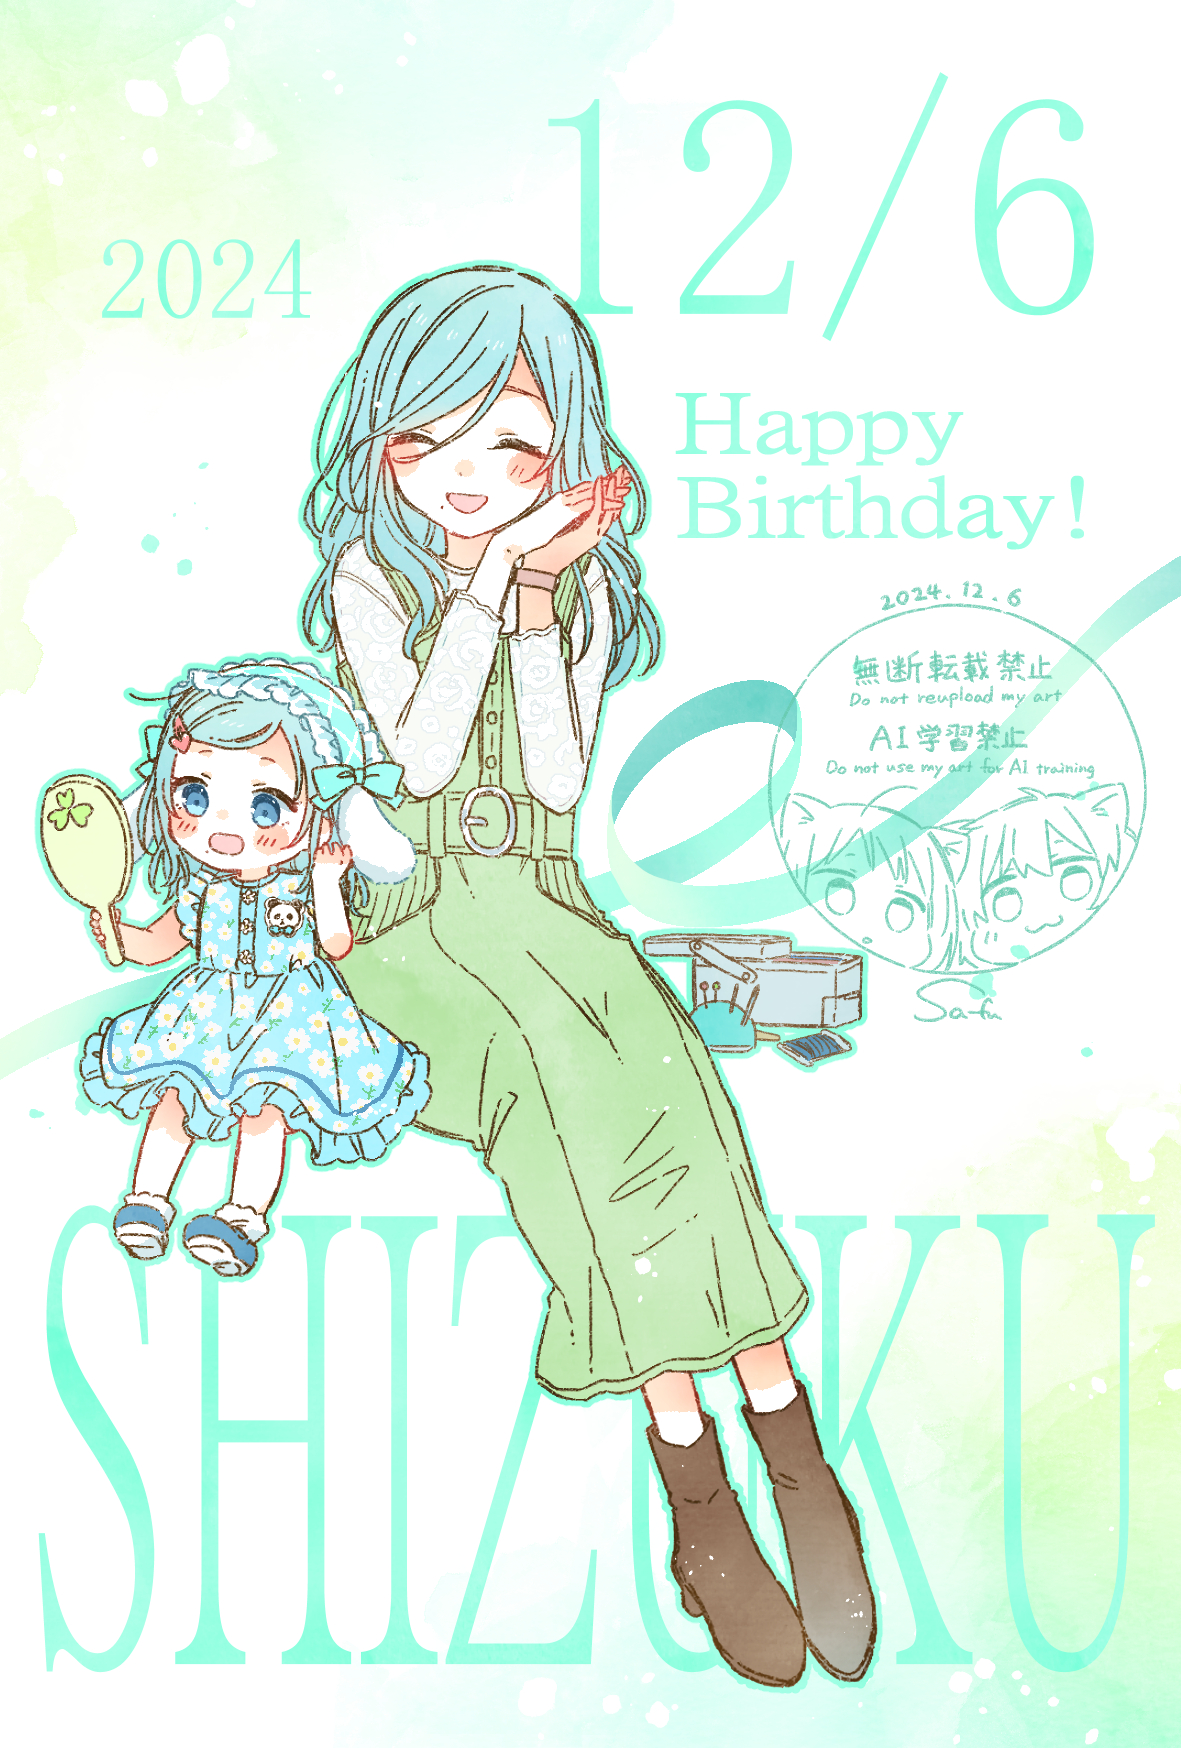 12/6
2024
Happy
Birthday!
2024.12.6
無断転載禁止
Do not reupload my art
AI学習禁止
Do not use my art for AI training
Sa-fu
SHIZUKU